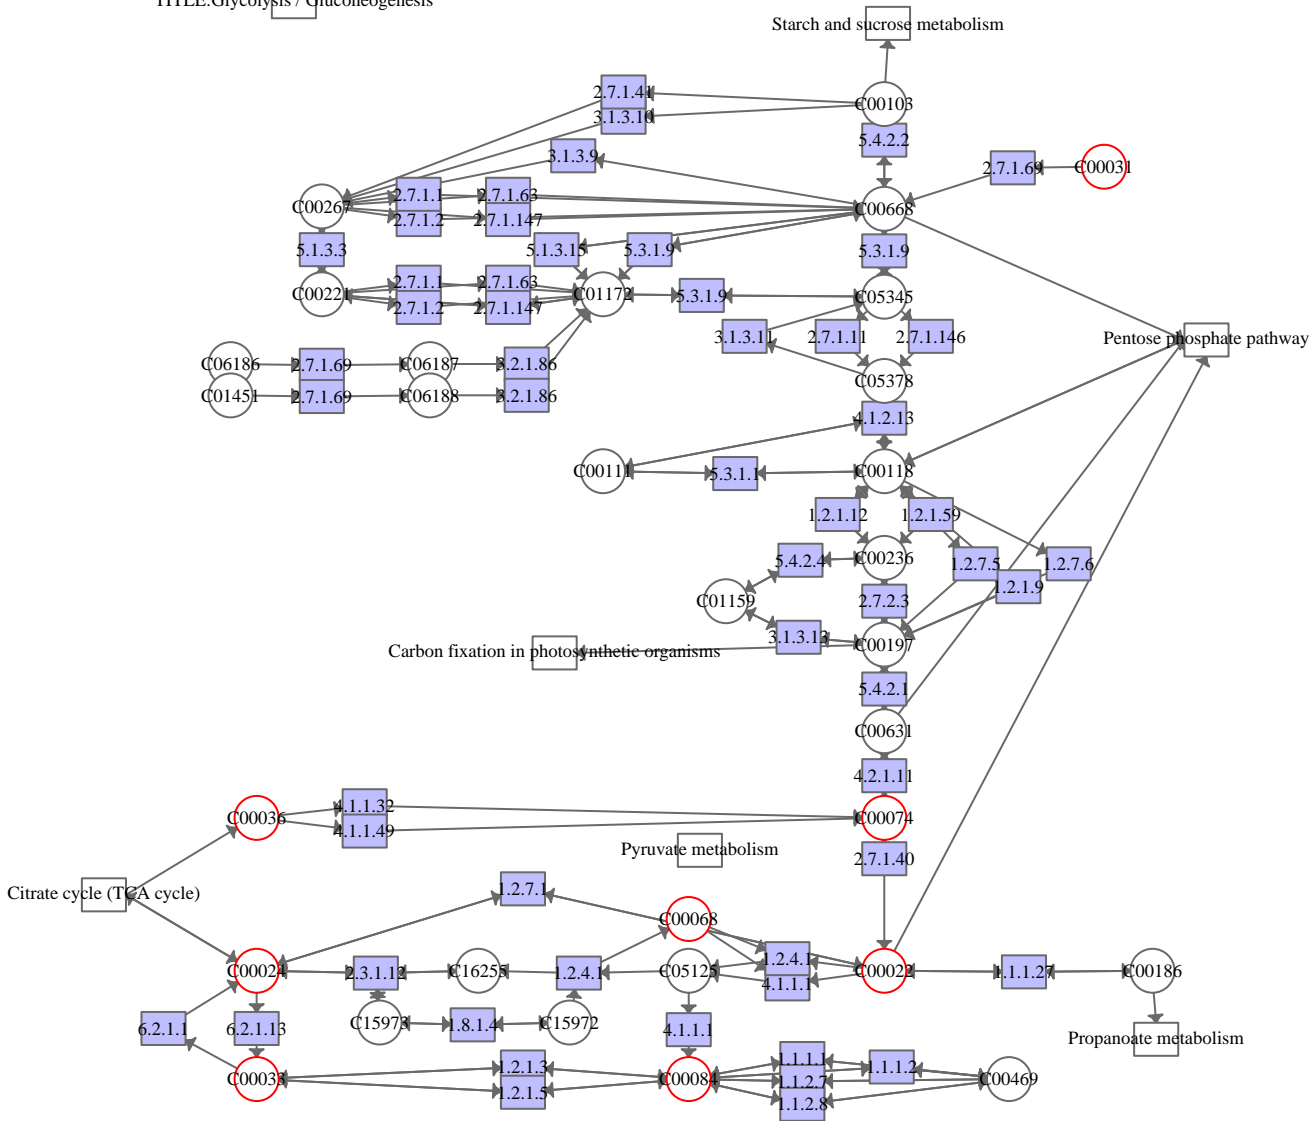 TITLE:Glycolysis / Gluconeogenesis
Starch and sucrose metabolism
2.7.1.41
C00103
3.1.3.10
5.4.2.2
3.1.3.9
2.7.1.69
C00031
2.7.1.1
2.7.1.63
C00267
C00668
2.7.1.2
2.7.1.147
5.1.3.3
5.1.3.15
5.3.1.9
5.3.1.9
2.7.1.1
2.7.1.63
C00221
C01172
5.3.1.9
C05345
2.7.1.2
2.7.1.147
3.1.3.11
2.7.1.11
2.7.1.146
Pentose phosphate pathway
C06186
2.7.1.69
C06187
3.2.1.86
C05378
C01451
2.7.1.69
C06188
3.2.1.86
4.1.2.13
C00111
5.3.1.1
C00118
1.2.1.12
1.2.1.59
5.4.2.4
C00236
1.2.7.5
1.2.7.6
1.2.1.9
C01159
2.7.2.3
3.1.3.13
C00197
Carbon fixation in photosynthetic organisms
5.4.2.1
C00631
4.2.1.11
4.1.1.32
C00036
C00074
4.1.1.49
Pyruvate metabolism
2.7.1.40
Citrate cycle (TCA cycle)
1.2.7.1
C00068
1.2.4.1
C00024
2.3.1.12
C16255
1.2.4.1
C05125
C00022
1.1.1.27
C00186
4.1.1.1
6.2.1.1
6.2.1.13
C15973
1.8.1.4
C15972
4.1.1.1
Propanoate metabolism
1.2.1.3
1.1.1.1
1.1.1.2
C00033
C00084
1.1.2.7
C00469
1.2.1.5
1.1.2.8